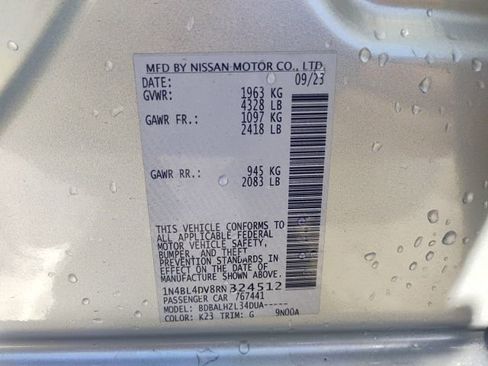 MFD BY NISSAN MOTOR CO., LTD.
DATE: 09/23
GVWR: 1963 KG
4328 LB
GAWR FR.: 1097 KG
2418 LB
GAWR RR.: 945 KG
2083 LB
THIS VEHICLE CONFORMS TO
ALL APPLICABLE FEDERAL
MOTOR VEHICLE SAFETY,
BUMPER, AND THEFT
PREVENTION STANDARDS IN
EFFECT ON THE DATE OF
MANUFACTURE SHOWN ABOVE.
1N4BL4DV8RN324512
PASSENGER CAR 767441
MODEL: BDBALHZL34DUA-----
COLOR: K23 TRIM: G 9N00A